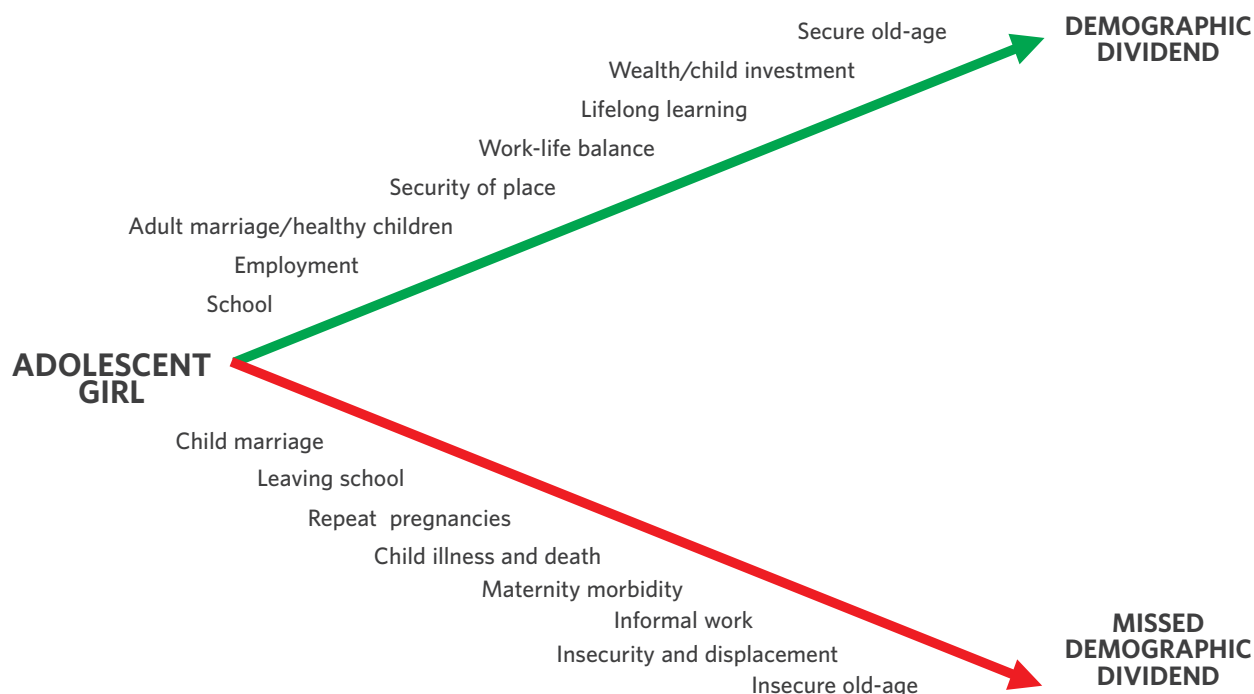 Secure old-age
DEMOGRAPHIC
DIVIDEND
Wealth/child investment
Lifelong learning
Work-life balance
Security of place
Adult marriage/healthy children
Employment
School
ADOLESCENT
GIRL
Child marriage
Leaving school
Repeat pregnancies
Child illness and death
Maternity morbidity
Informal work
Insecurity and displacement
Insecure old-age
MISSED
DEMOGRAPHIC
DIVIDEND